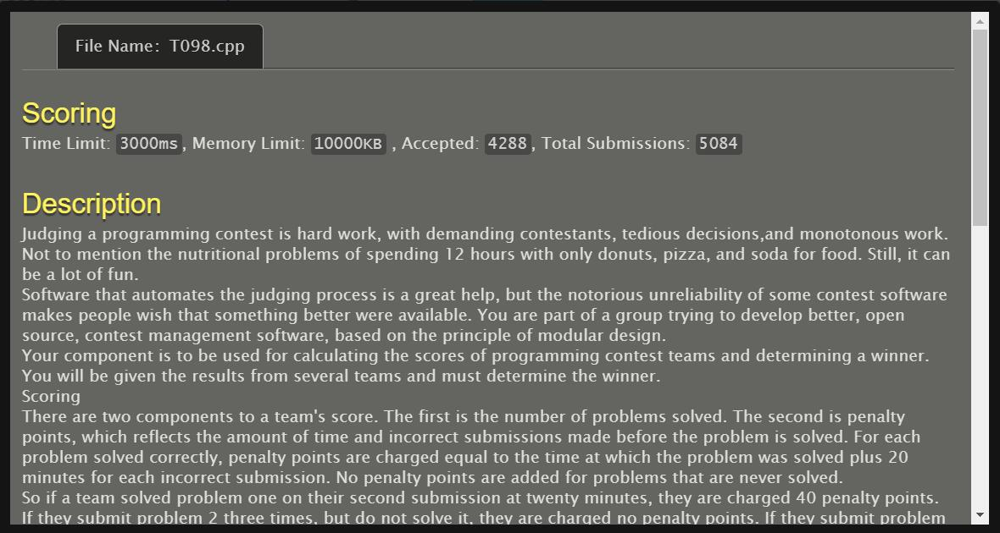 File Name: T098.cpp
Scoring
Time Limit: 3000ms, Memory Limit: 10000KB , Accepted: 4288, Total Submissions: 5084
Description
Judging a programming contest is hard work, with demanding contestants, tedious decisions,and monotonous work.
Not to mention the nutritional problems of spending 12 hours with only donuts, pizza, and soda for food. Still, it can
be a lot of fun.
Software that automates the judging process is a great help, but the notorious unreliability of some contest software
makes people wish that something better were available. You are part of a group trying to develop better, open
source, contest management software, based on the principle of modular design.
Your component is to be used for calculating the scores of programming contest teams and determining a winner.
You will be given the results from several teams and must determine the winner.
Scoring
There are two components to a team's score. The first is the number of problems solved. The second is penalty
points, which reflects the amount of time and incorrect submissions made before the problem is solved. For each
problem solved correctly, penalty points are charged equal to the time at which the problem was solved plus 20
minutes for each incorrect submission. No penalty points are added for problems that are never solved.
So if a team solved problem one on their second submission at twenty minutes, they are charged 40 penalty points.
If they submit problem 2 three times, but do not solve it, they are charged no penalty points. If they submit problem